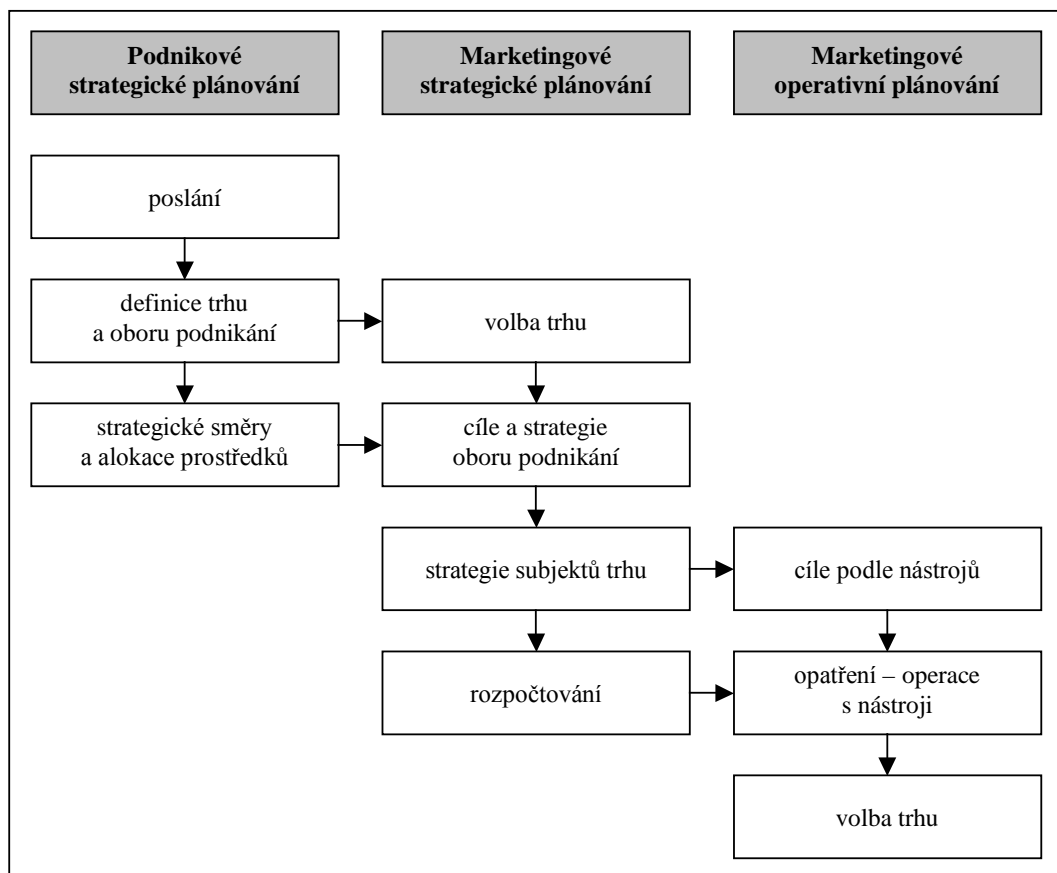 Podnikové
strategické plánování
Marketingové
strategické plánování
Marketingové
operativní plánování
poslání
definice trhu
a oboru podnikání
volba trhu
strategické směry
a alokace prostředků
cíle a strategie
oboru podnikání
strategie subjektů trhu
cíle podle nástrojů
rozpočtování
opatření – operace
s nástroji
volba trhu